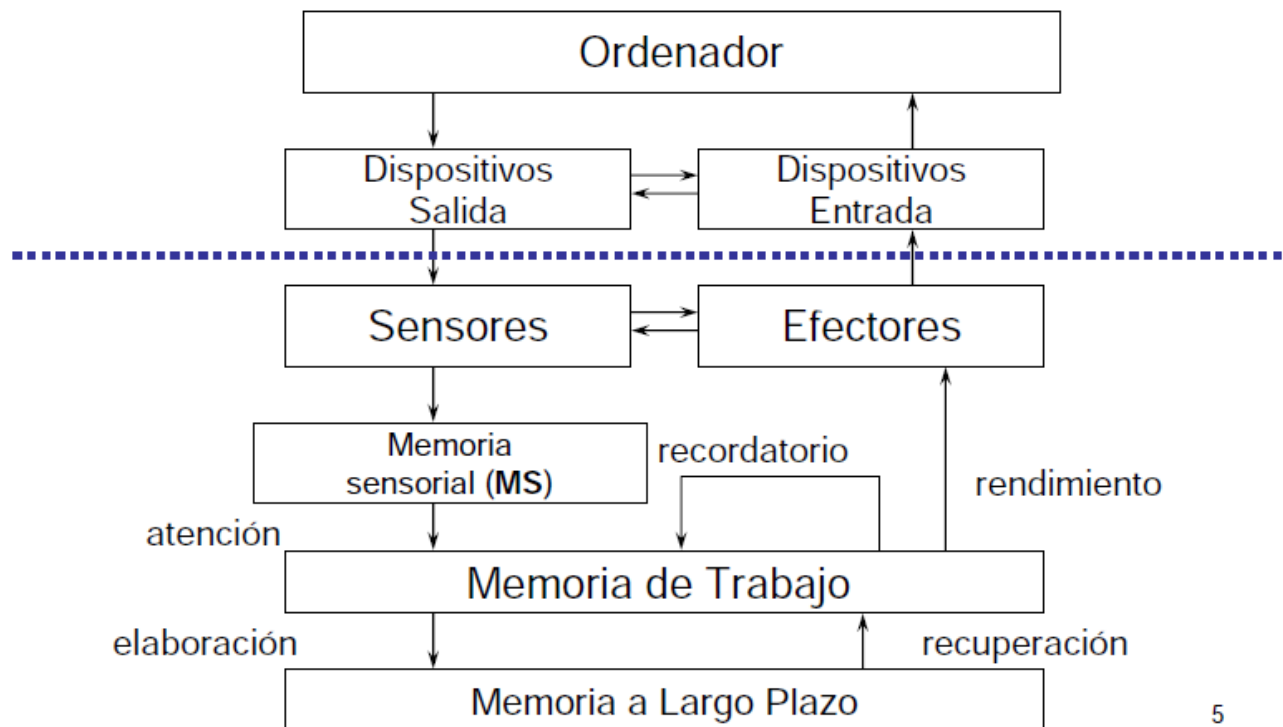 Ordenador
Dispositivos
Salida
Dispositivos
Entrada
Sensores
Efectores
Memoria
sensorial (MS)
recordatorio
rendimiento
atención
Memoria de Trabajo
elaboración
recuperación
Memoria a Largo Plazo
5